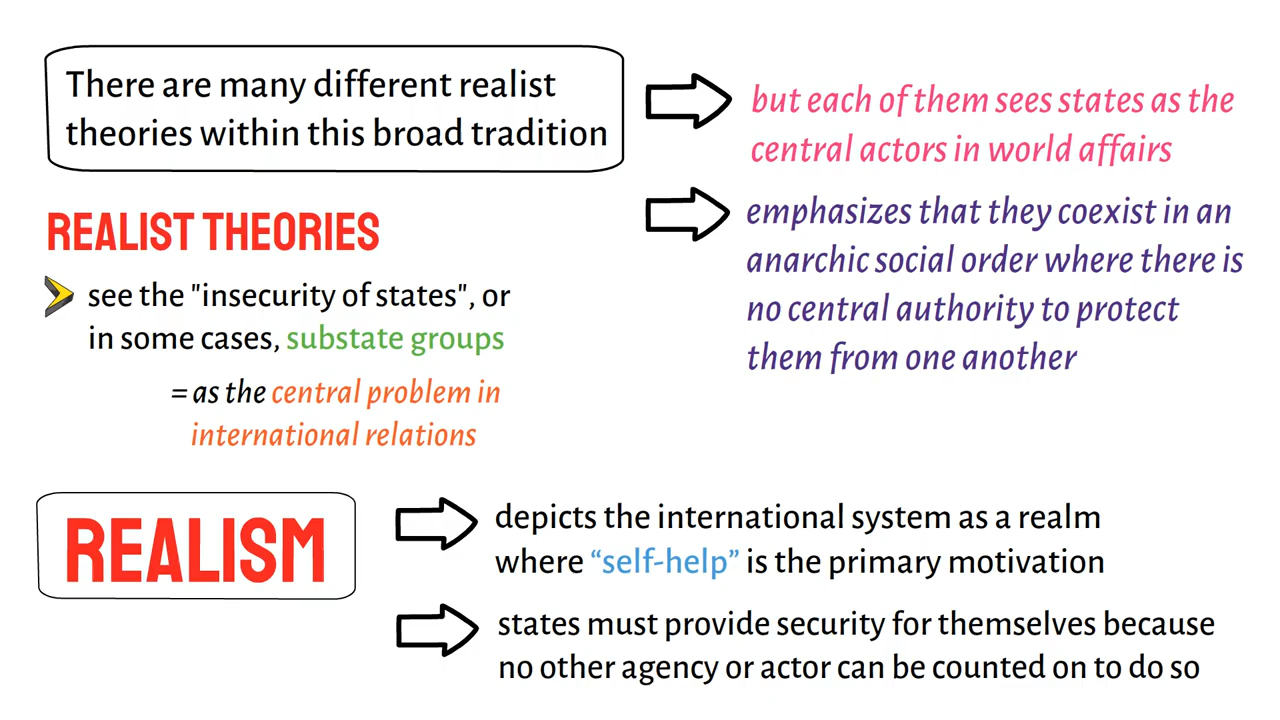 There are many different realist
theories within this broad tradition
but each of them sees states as the
central actors in world affairs
emphasizes that they coexist in an
anarchic social order where there is
no central authority to protect
them from one another
REALIST THEORIES
see the "insecurity of states", or
in some cases, substate groups
= as the central problem in
international relations
REALISM
depicts the international system as a realm
where “self-help” is the primary motivation
states must provide security for themselves because
no other agency or actor can be counted on to do so